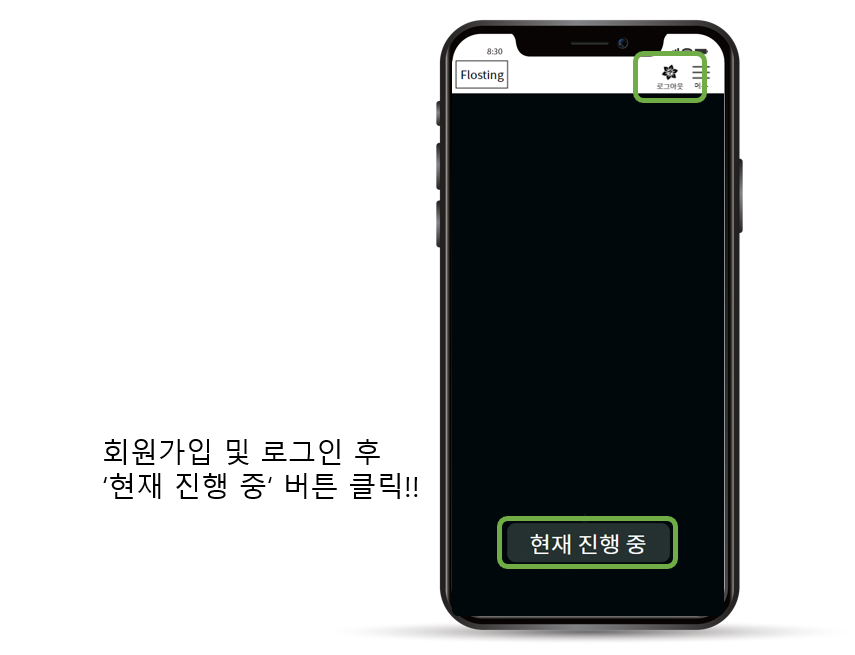 8:30
Flosting
로그아웃
회원가입 및 로그인 후
‘현재 진행 중‘ 버튼 클릭!!
현재 진행 중